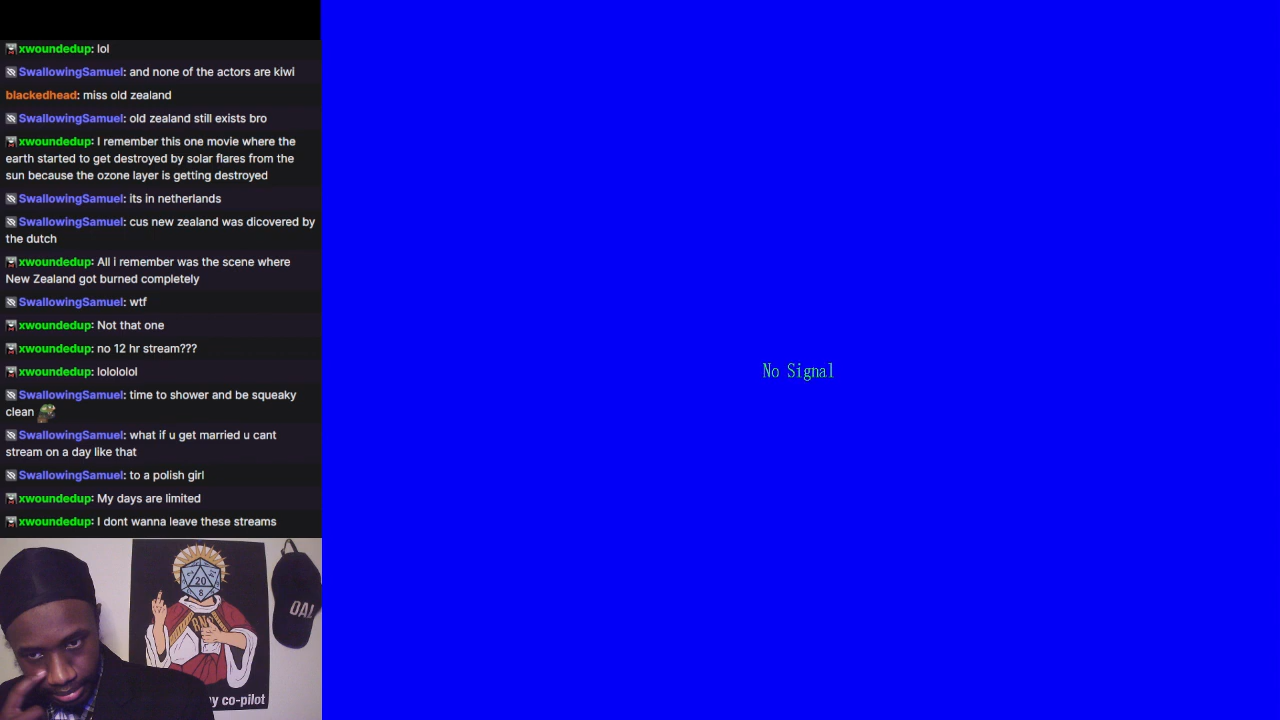 xwoundedup: lol
SwallowingSamuel: and none of the actors are kiwi
blackedhead: miss old zealand
SwallowingSamuel: old zealand still exists bro
xwoundedup: I remember this one movie where the
earth started to get destroyed by solar flares from the
sun because the ozone layer is getting destroyed
SwallowingSamuel: its in netherlands
SwallowingSamuel: cus new zealand was dicovered by
the dutch
xwoundedup: All i remember was the scene where
New Zealand got burned completely
SwallowingSamuel: wtf
xwoundedup: Not that one
xwoundedup: no 12 hr stream???
xwoundedup: lolololol
SwallowingSamuel: time to shower and be squeaky
clean
SwallowingSamuel: what if u get married u cant
stream on a day like that
SwallowingSamuel: to a polish girl
xwoundedup: My days are limited
xwoundedup: I dont wanna leave these streams
No Signal
20
8
co-pilot